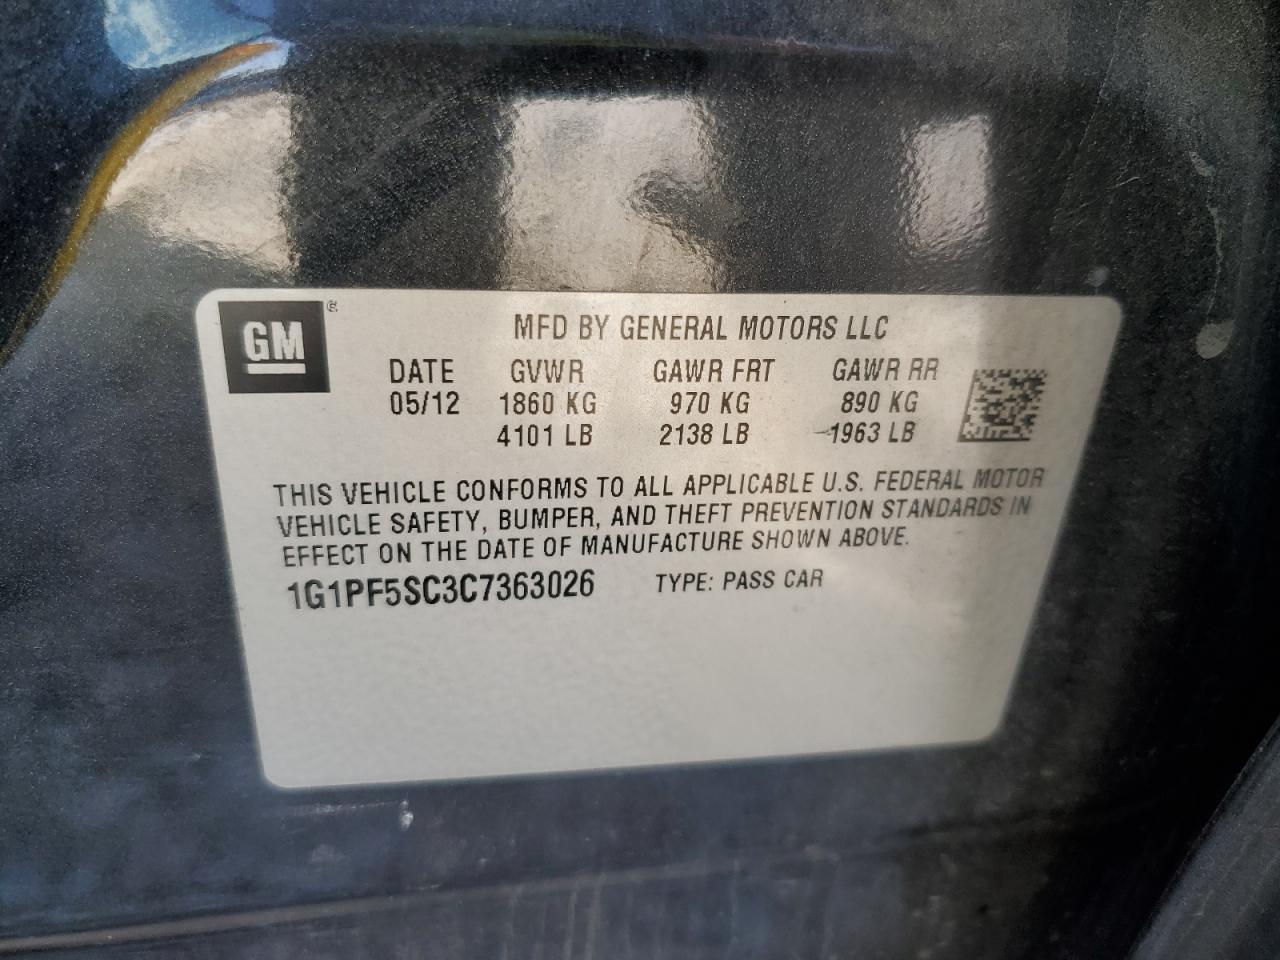 GM
MFD BY GENERAL MOTORS LLC
DATE GVWR GAWR FRT GAWR RR
05/12 1860 KG 970 KG 890 KG
4101 LB 2138 LB 1963 LB
THIS VEHICLE CONFORMS TO ALL APPLICABLE U.S. FEDERAL MOTOR
VEHICLE SAFETY, BUMPER, AND THEFT PREVENTION STANDARDS IN
EFFECT ON THE DATE OF MANUFACTURE SHOWN ABOVE.
1G1PF5SC3C7363026 TYPE: PASS CAR